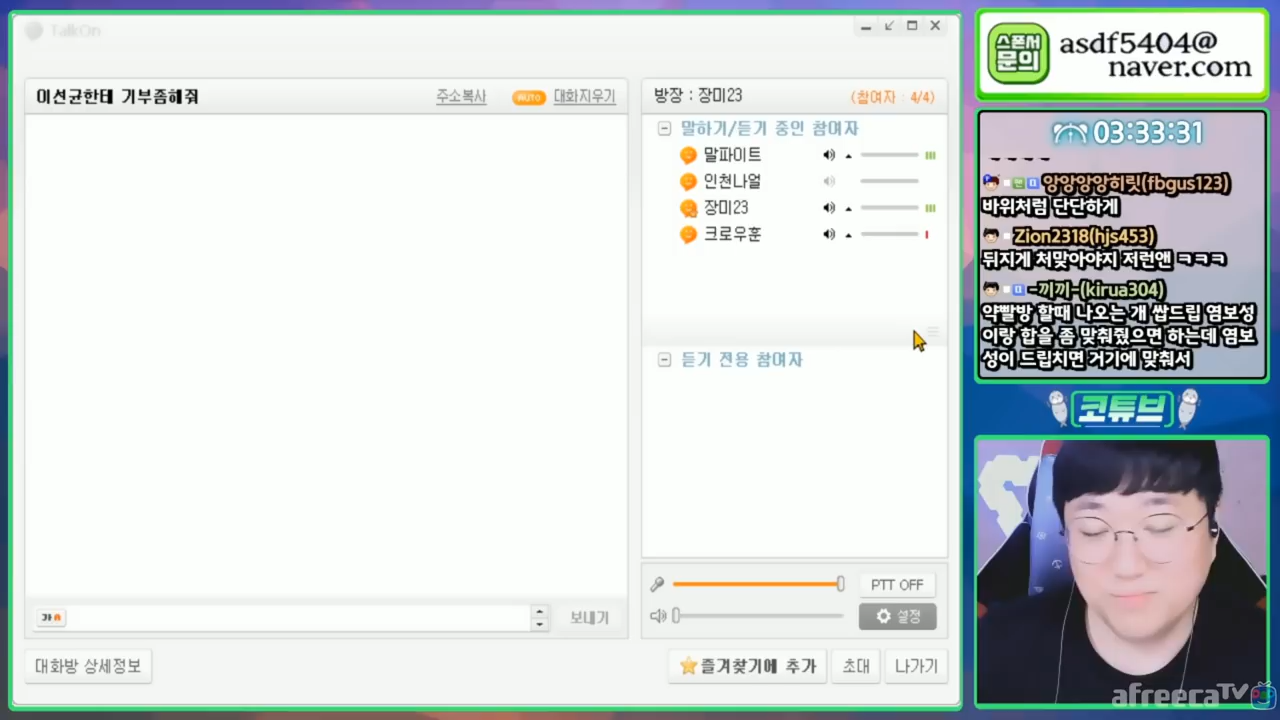 TalkOn
이선균한테 기부좀해줘
주소복사
AUTO
대화지우기
방장 : 장미23
(참여자 : 4/4)
말하기/듣기 중인 참여자
말파이트
인천나얼
장미23
크로우훈
듣기 전용 참여자
가
보내기
PTT OFF
설정
대화방 상세정보
즐겨찾기에 추가
초대
나가기
스폰서
문의
asdf5404@
naver.com
03:33:31
앙앙앙앙히릿(fbgus123)
바위처럼 단단하게
Zion2318(hjs453)
뒤지게 처맞아야지 저런앤 ㅋㅋㅋ
-끼끼-(kirua304)
약빨방 할때 나오는 개 쌉드립 염보성
이랑 합을 좀 맞춰줬으면 하는데 염보
성이 드립치면 거기에 맞춰서
코튜브
afreecaTV